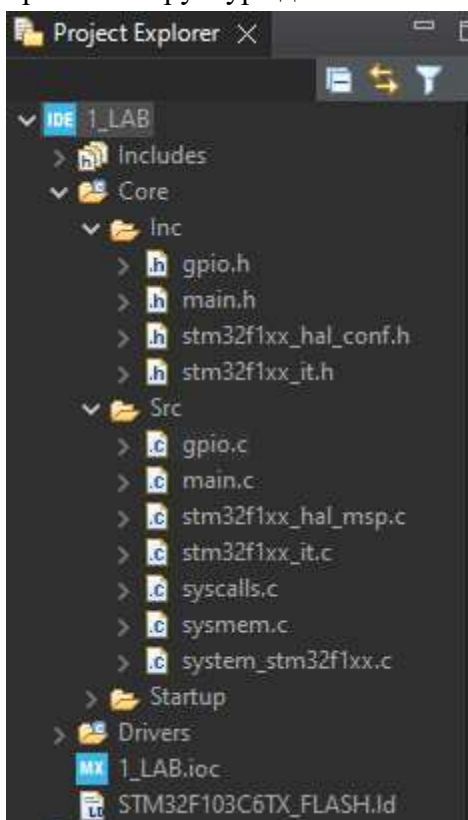 Project Explorer
IDE 1_LAB
Includes
Core
Inc
.h gpio.h
.h main.h
.h stm32f1xx_hal_conf.h
.h stm32f1xx_it.h
Src
.c gpio.c
.c main.c
.c stm32f1xx_hal_msp.c
.c stm32f1xx_it.c
.c syscalls.c
.c sysmem.c
.c system_stm32f1xx.c
Startup
Drivers
MX 1_LAB.ioc
STM32F103C6TX_FLASH.ld